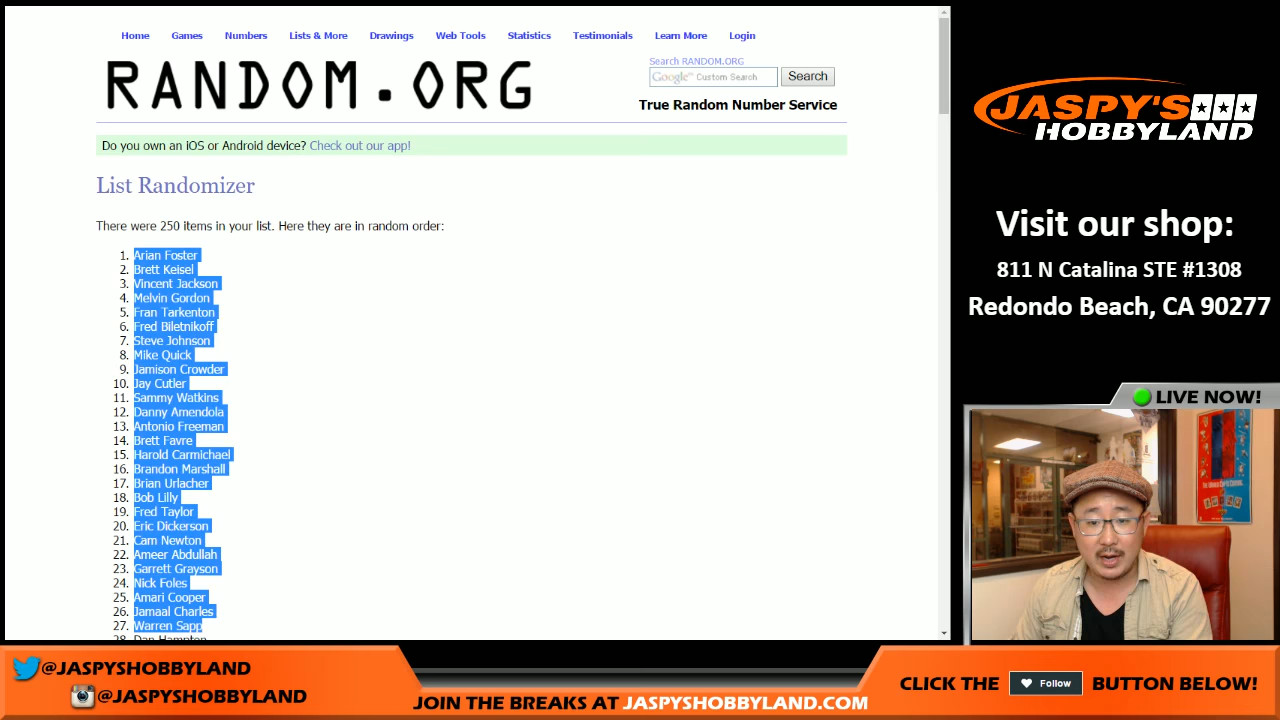 Home Games Numbers Lists & More Drawings Web Tools Statistics Testimonials Learn More Login
RANDOM.ORG
Search RANDOM.ORG
Google™ Custom Search Search
True Random Number Service
Do you own an iOS or Android device? Check out our app!
List Randomizer
There were 250 items in your list. Here they are in random order:
1. Arian Foster
2. Brett Keisel
3. Vincent Jackson
4. Melvin Gordon
5. Fran Tarkenton
6. Fred Biletnikoff
7. Steve Johnson
8. Mike Quick
9. Jamison Crowder
10. Jay Cutler
11. Sammy Watkins
12. Danny Amendola
13. Antonio Freeman
14. Brett Favre
15. Harold Carmichael
16. Brandon Marshall
17. Brian Urlacher
18. Bob Lilly
19. Fred Taylor
20. Eric Dickerson
21. Cam Newton
22. Ameer Abdullah
23. Garrett Grayson
24. Nick Foles
25. Amari Cooper
26. Jamaal Charles
27. Warren Sapp
28. Dan Hampton
JASPY'S
HOBBYLAND
Visit our shop:
811 N Catalina STE #1308
Redondo Beach, CA 90277
LIVE NOW!
@JASPYSHOBBYLAND
@JASPYSHOBBYLAND
JOIN THE BREAKS AT JASPYSHOBBYLAND.COM
CLICK THE Follow BUTTON BELOW!